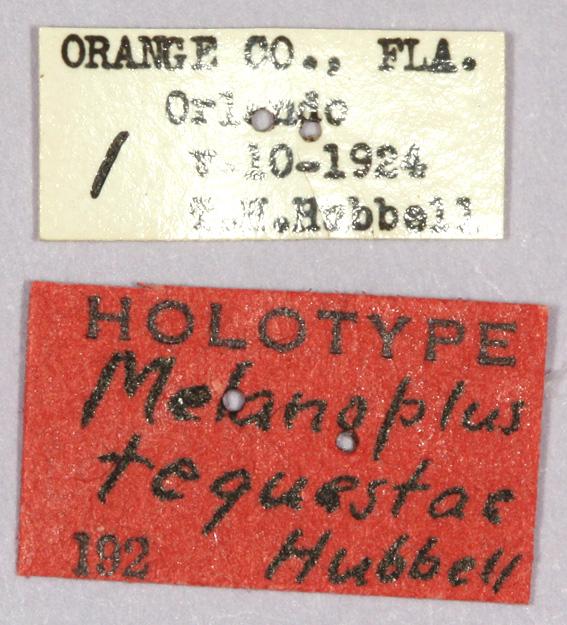 ORANGE CO., FLA.
Orlando
/ v-10-1924
T.H.Hubbell
HOLOTYPE
Melanoplus
tequestae
192 Hubbell